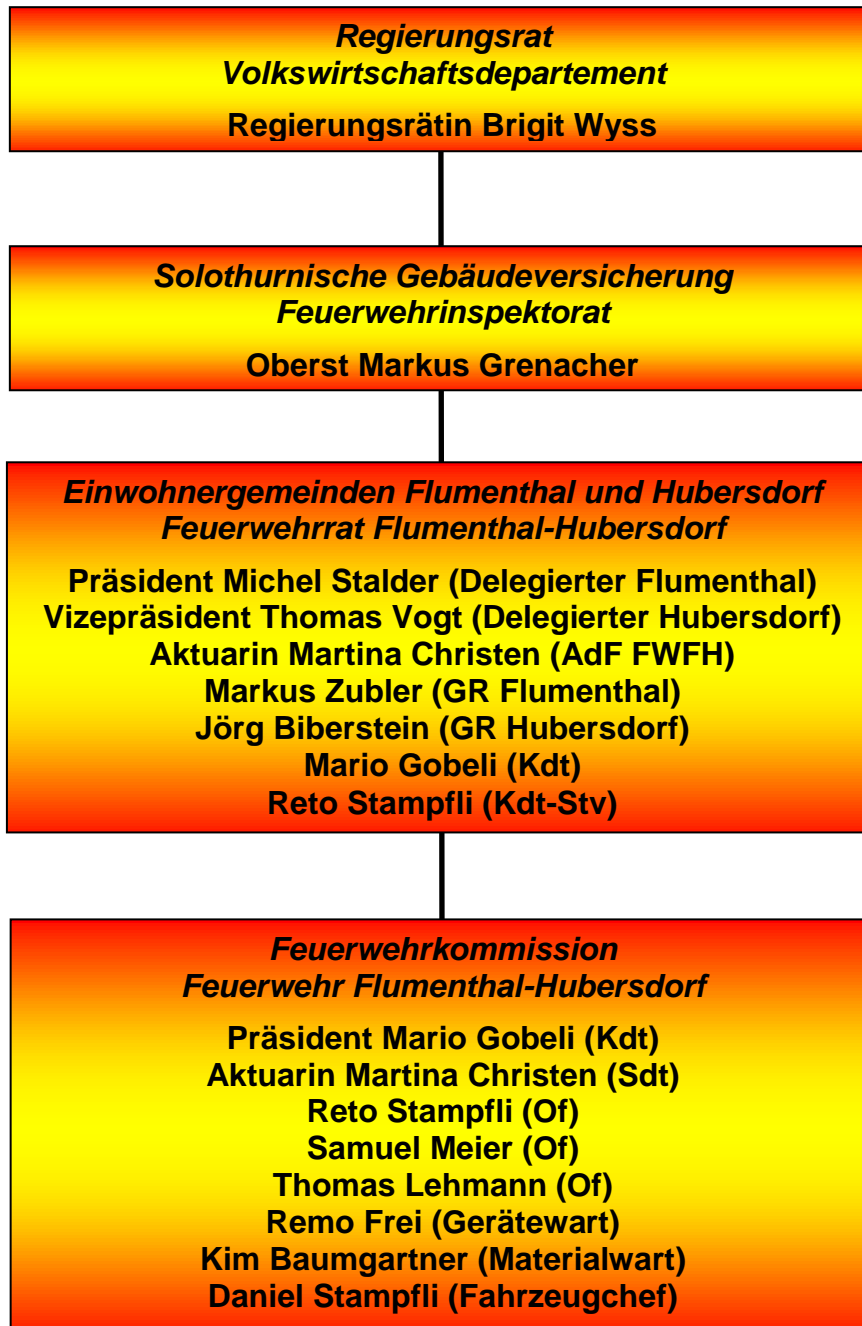 Regierungsrat
Volkswirtschaftsdepartement
Regierungsrätin Brigit Wyss
Solothurnische Gebäudeversicherung
Feuerwehrinspektorat
Oberst Markus Grenacher
Einwohnergemeinden Flumenthal und Hubersdorf
Feuerwehrrat Flumenthal-Hubersdorf
Präsident Michel Stalder (Delegierter Flumenthal)
Vizepräsident Thomas Vogt (Delegierter Hubersdorf)
Aktuarin Martina Christen (AdF FWFH)
Markus Zubler (GR Flumenthal)
Jörg Biberstein (GR Hubersdorf)
Mario Gobeli (Kdt)
Reto Stampfli (Kdt-Stv)
Feuerwehrkommission
Feuerwehr Flumenthal-Hubersdorf
Präsident Mario Gobeli (Kdt)
Aktuarin Martina Christen (Sdt)
Reto Stampfli (Of)
Samuel Meier (Of)
Thomas Lehmann (Of)
Remo Frei (Gerätewart)
Kim Baumgartner (Materialwart)
Daniel Stampfli (Fahrzeugchef)